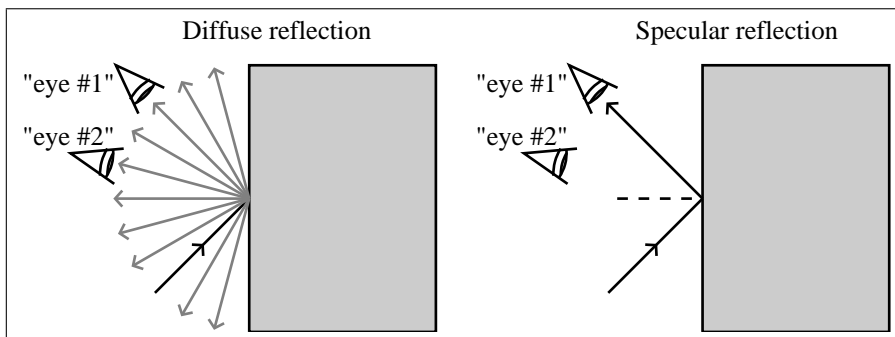 Diffuse reflection
"eye #1"
"eye #2"
Specular reflection
"eye #1"
"eye #2"